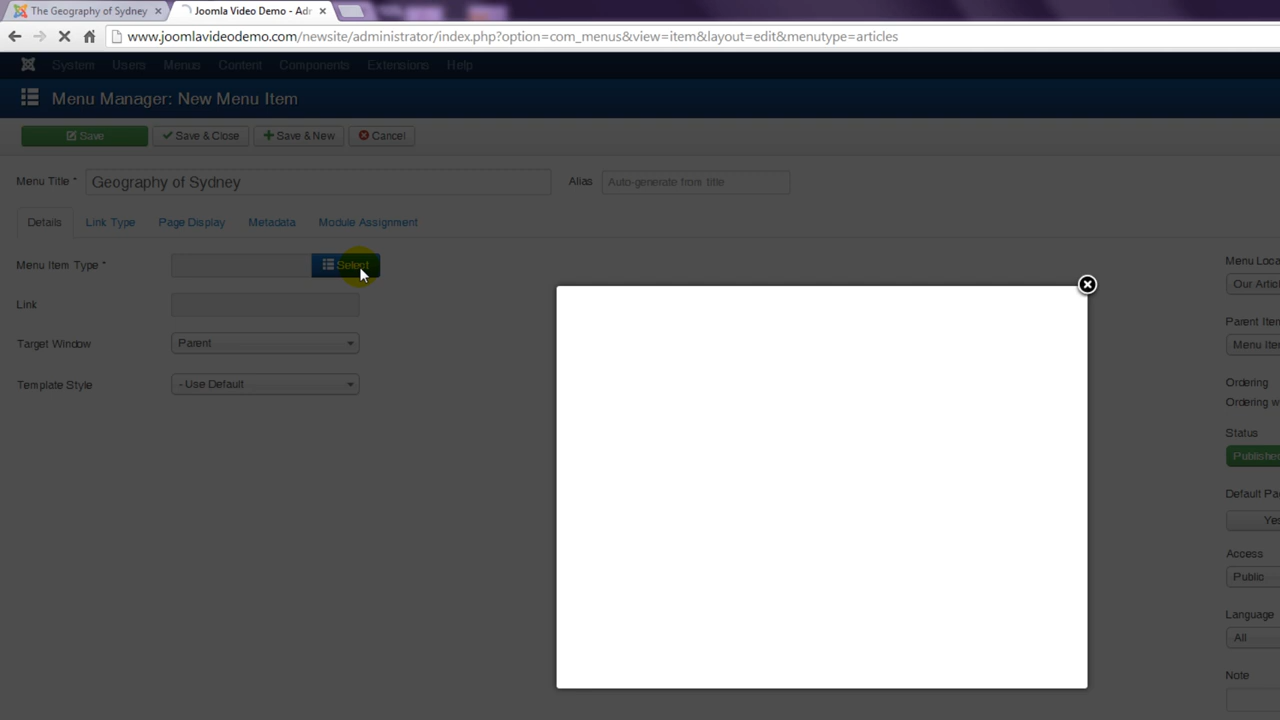 The Geography of Sydney
Joomla Video Demo - Adr
www.joomlavideodemo.com/newsite/administrator/index.php?option=com_menus&view=item&layout=edit&menutype=articles
System Users Menus Content Components Extensions Help
Menu Manager: New Menu Item
Save Save & Close Save & New Cancel
Menu Title * Geography of Sydney Alias Auto-generate from title
Details Link Type Page Display Metadata Module Assignment
Menu Item Type * Select
Link
Target Window Parent
Template Style - Use Default
Menu Loca
Our Artic
Parent Item
Menu Ite
Ordering
Ordering w
Status
Publishe
Default Pa
Yes
Access
Public
Language
All
Note